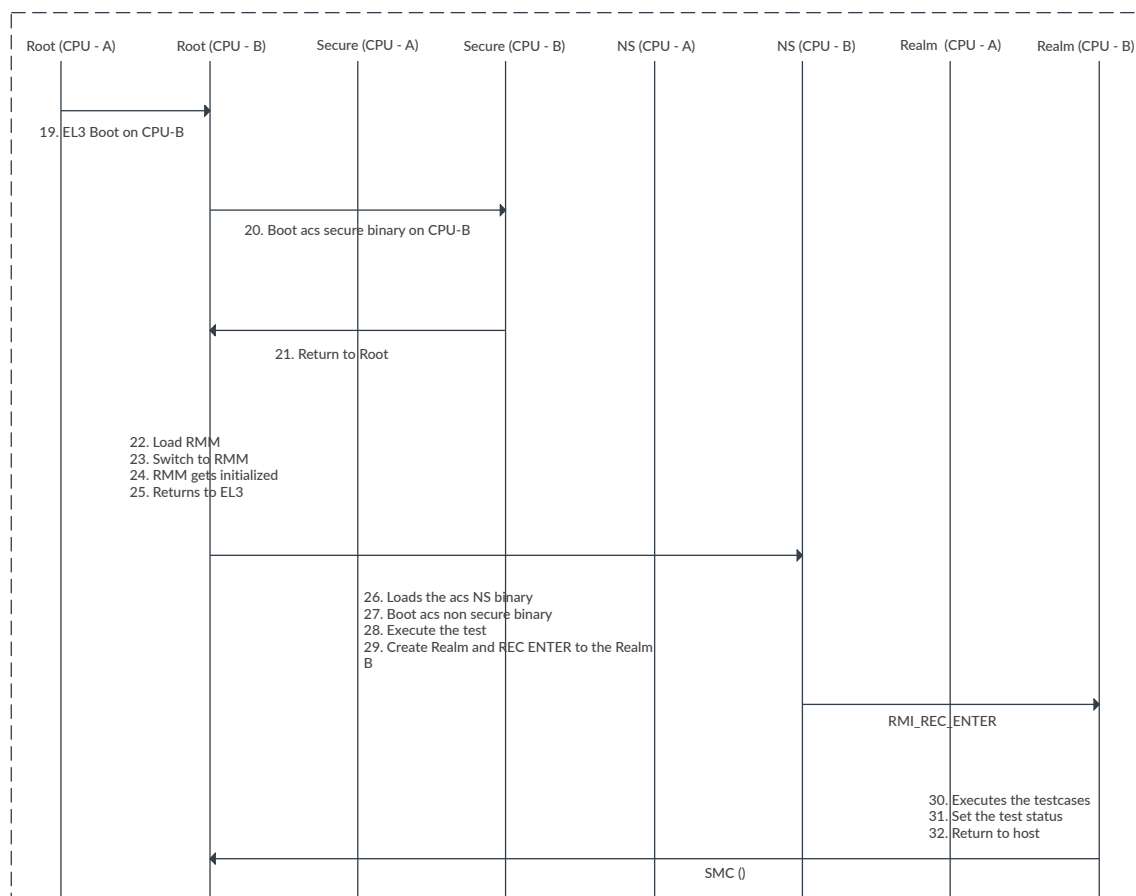 Root (CPU - A)
Root (CPU - B)
Secure (CPU - A)
Secure (CPU - B)
NS (CPU - A)
NS (CPU - B)
Realm (CPU - A)
Realm (CPU - B)
19. EL3 Boot on CPU-B
20. Boot acs secure binary on CPU-B
21. Return to Root
22. Load RMM
23. Switch to RMM
24. RMM gets initialized
25. Returns to EL3
26. Loads the acs NS binary
27. Boot acs non secure binary
28. Execute the test
29. Create Realm and REC ENTER to the Realm
B
RMI_REC_ENTER
30. Executes the testcases
31. Set the test status
32. Return to host
SMC ()